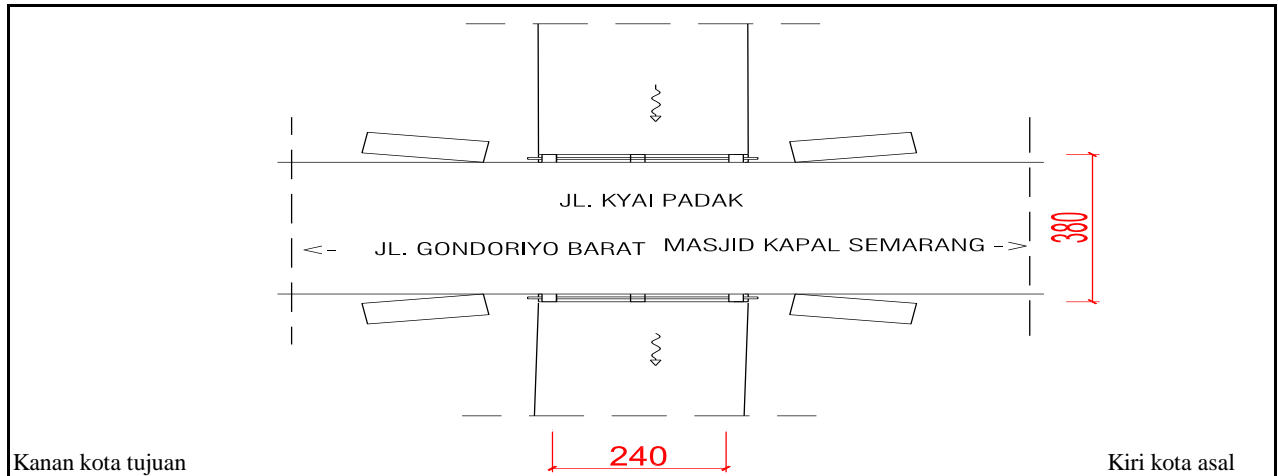 JL. KYAI PADAK
<- - JL. GONDORIYO BARAT MASJID KAPAL SEMARANG - ->
380
240
Kanan kota tujuan Kiri kota asal